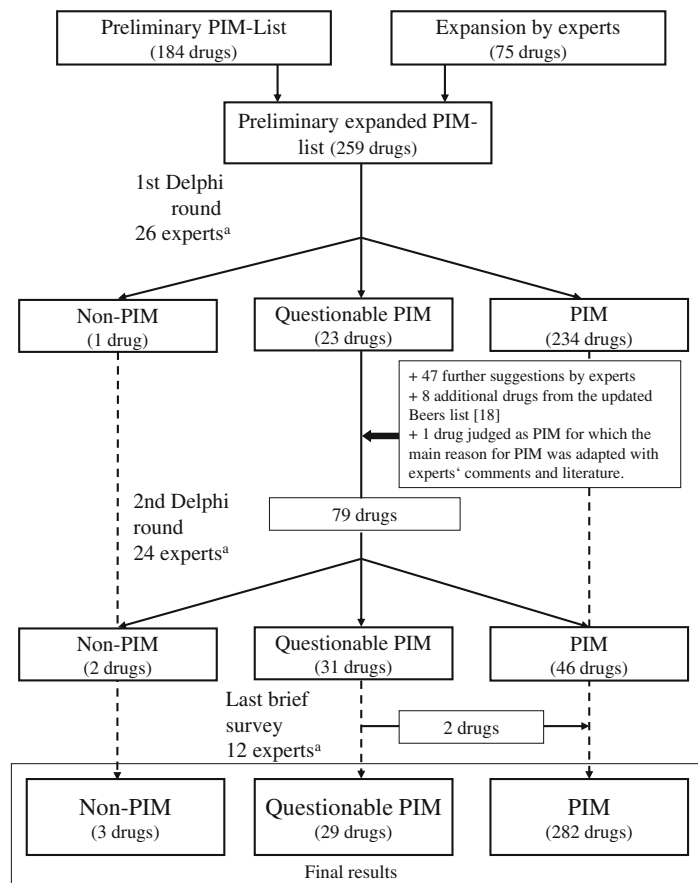 Preliminary PIM-List
(184 drugs)
Expansion by experts
(75 drugs)
Preliminary expanded PIM-
list (259 drugs)
1st Delphi
round
26 expertsᵃ
Non-PIM
(1 drug)
Questionable PIM
(23 drugs)
PIM
(234 drugs)
+ 47 further suggestions by experts
+ 8 additional drugs from the updated
Beers list [18]
+ 1 drug judged as PIM for which the
main reason for PIM was adapted with
experts‘ comments and literature.
79 drugs
2nd Delphi
round
24 expertsᵃ
Non-PIM
(2 drugs)
Questionable PIM
(31 drugs)
PIM
(46 drugs)
Last brief
survey
12 expertsᵃ
2 drugs
Non-PIM
(3 drugs)
Questionable PIM
(29 drugs)
PIM
(282 drugs)
Final results